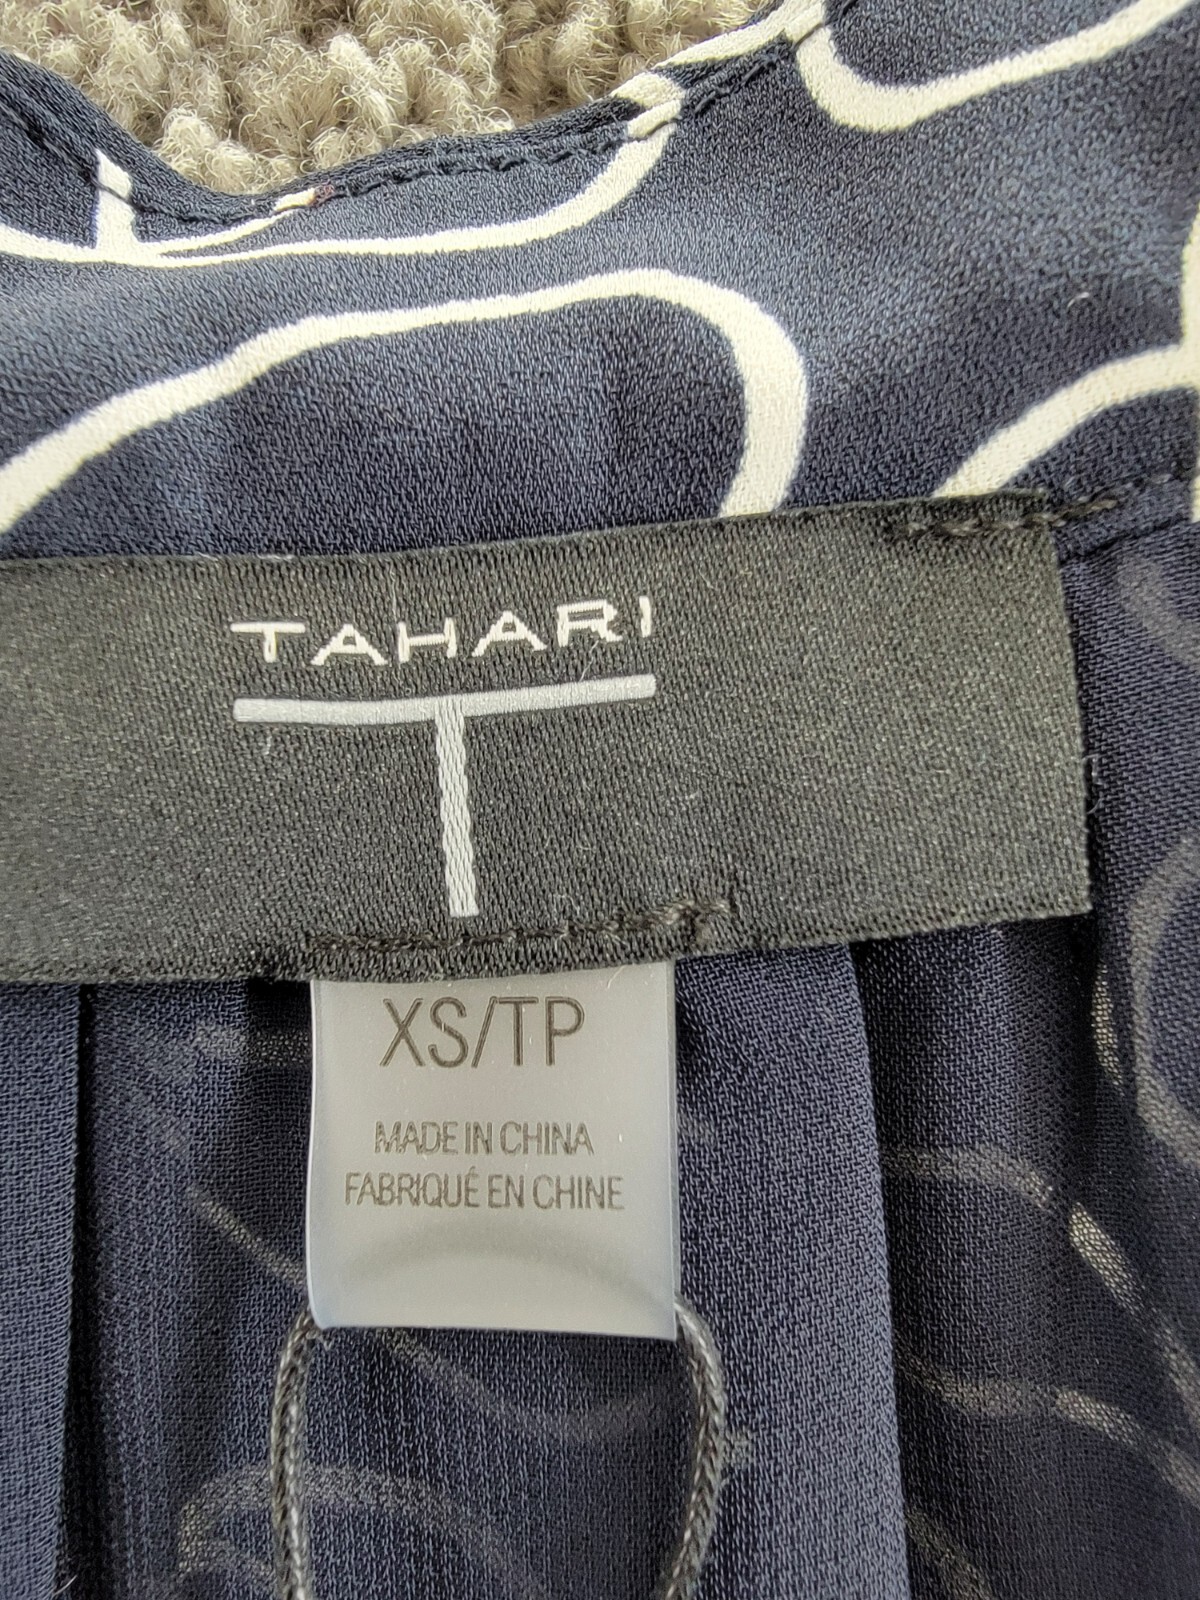 TAHARI
T
XS/TP
MADE IN CHINA
FABRIQUÉ EN CHINE